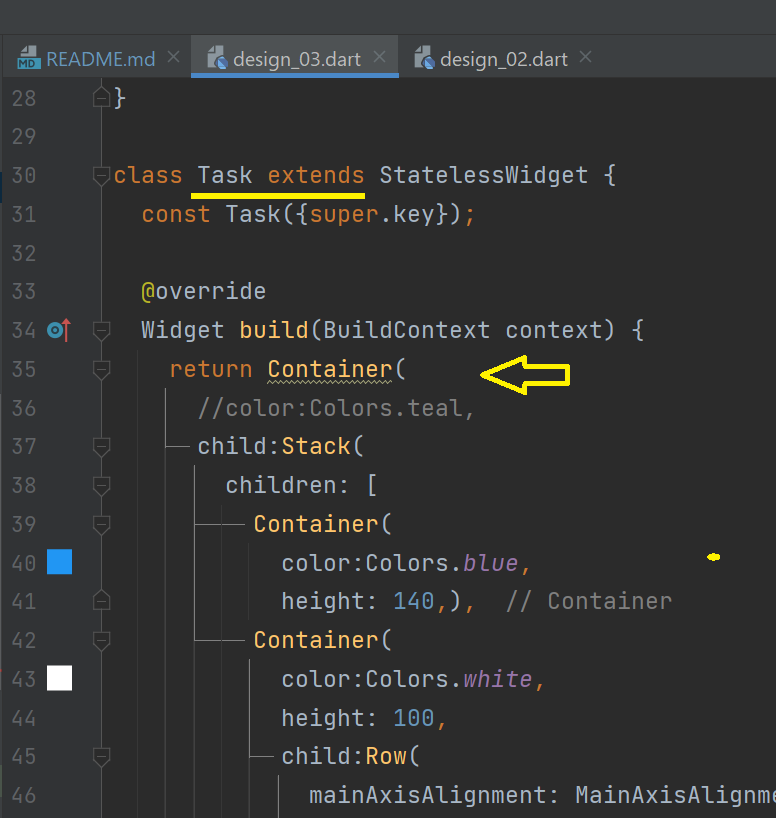 README.md design_03.dart design_02.dart
28 }
29
30 class Task extends StatelessWidget {
31 const Task({super.key});
32
33 @override
34 Widget build(BuildContext context) {
35 return Container(
36 //color:Colors.teal,
37 child:Stack(
38 children: [
39 Container(
40 color:Colors.blue,
41 height: 140,), // Container
42 Container(
43 color:Colors.white,
44 height: 100,
45 child:Row(
46 mainAxisAlignment: MainAxisAlignme